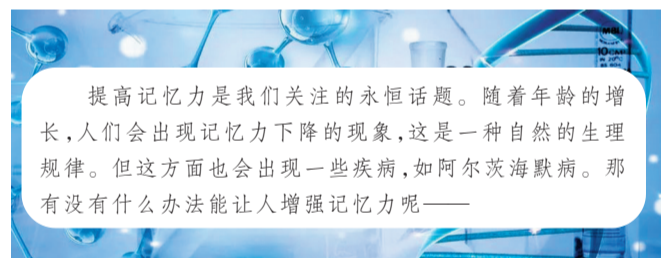 MBL
10CM
提高记忆力是我们关注的永恒话题。随着年龄的增
长,人们会出现记忆力下降的现象,这是一种自然的生理
规律。但这方面也会出现一些疾病,如阿尔茨海默病。那
有没有什么办法能让人增强记忆力呢——